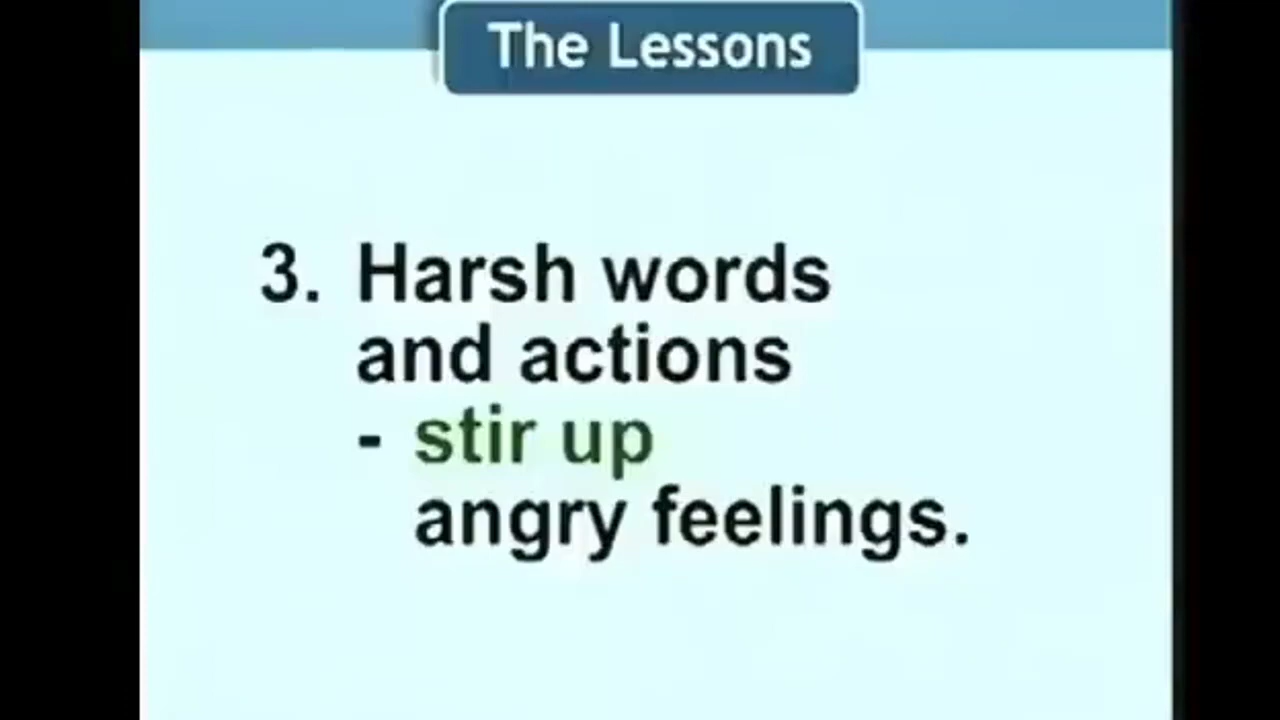 The Lessons
3. Harsh words
and actions
- stir up
angry feelings.